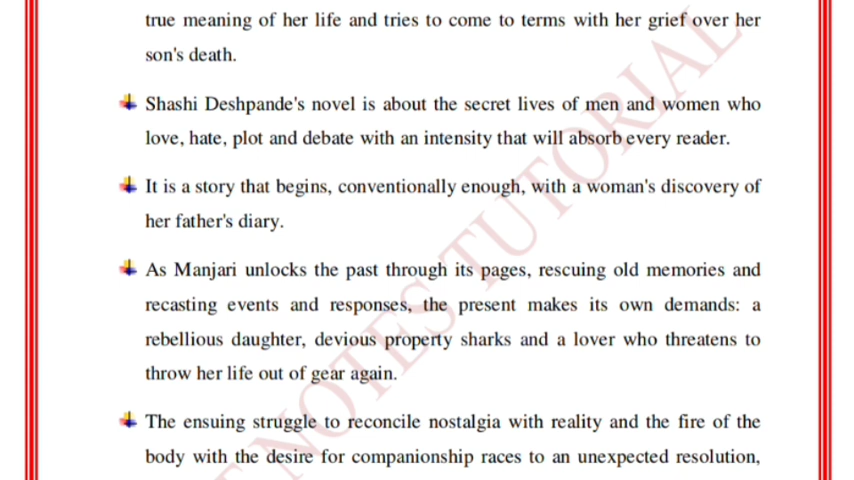 true meaning of her life and tries to come to terms with her grief over her
son's death.
Shashi Deshpande's novel is about the secret lives of men and women who
love, hate, plot and debate with an intensity that will absorb every reader.
It is a story that begins, conventionally enough, with a woman's discovery of
her father's diary.
As Manjari unlocks the past through its pages, rescuing old memories and
recasting events and responses, the present makes its own demands: a
rebellious daughter, devious property sharks and a lover who threatens to
throw her life out of gear again.
The ensuing struggle to reconcile nostalgia with reality and the fire of the
body with the desire for companionship races to an unexpected resolution,
NOTES TUTORIAL